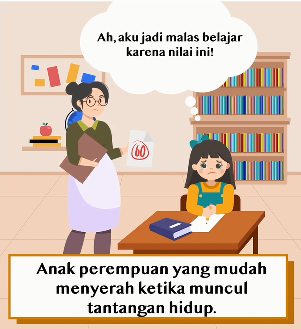 Ah, aku jadi malas belajar
karena nilai ini!
60
Anak perempuan yang mudah
menyerah ketika muncul
tantangan hidup.